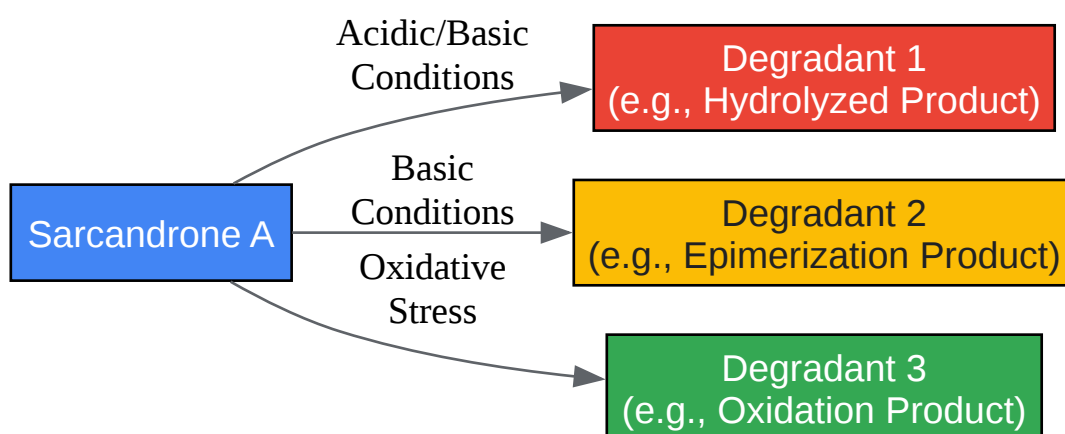 Sarcandrone A
Acidic/Basic
Conditions
Degradant 1
(e.g., Hydrolyzed Product)
Basic
Conditions
Degradant 2
(e.g., Epimerization Product)
Oxidative
Stress
Degradant 3
(e.g., Oxidation Product)